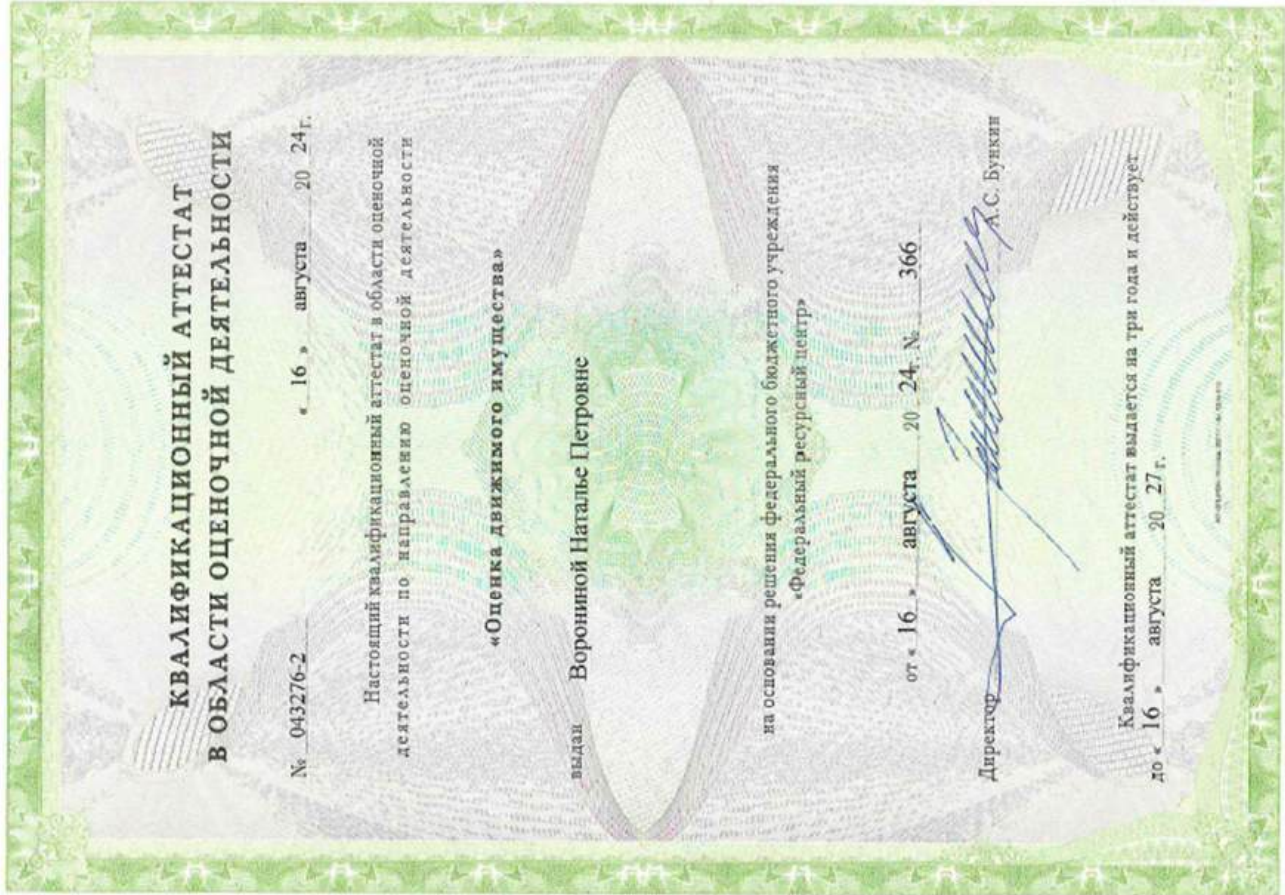 КВАЛИФИКАЦИОННЫЙ АТТЕСТАТ
В ОБЛАСТИ ОЦЕНОЧНОЙ ДЕЯТЕЛЬНОСТИ
№ 043276-2 « 16 » августа 20 24 г.
Настоящий квалификационный аттестат в области оценочной
деятельности по направлению оценочной деятельности
«Оценка движимого имущества»
выдан Ворониной Наталье Петровне
на основании решения федерального бюджетного учреждения
«Федеральный ресурсный центр»
от « 16 » августа 20 24 г. № 366
Директор А.С. Бункин
Квалификационный аттестат выдается на три года и действует
до « 16 » августа 20 27 г.